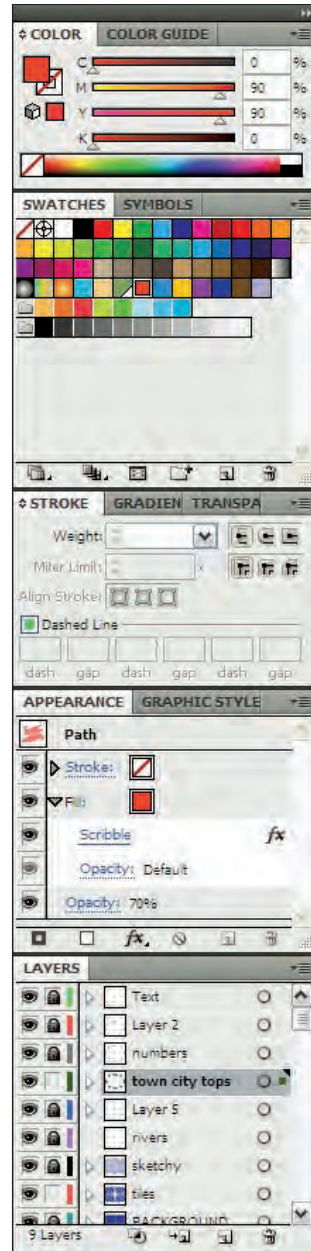 COLOR COLOR GUIDE
C 0 %
M 90 %
Y 90 %
K 0 %
SWATCHES SYMBOLS
STROKE GRADIEN TRANSPA
Weight:
Miter Limit: x
Align Stroke:
Dashed Line
dash gap dash gap dash gap
APPEARANCE GRAPHIC STYLE
Path
Stroke:
Fill:
Scribble fx
Opacity: Default
Opacity: 70%
fx
LAYERS
Text
Layer 2
numbers
town city tops
Layer 5
rivers
sketchy
tiles
BACKGROUND
9 Layers